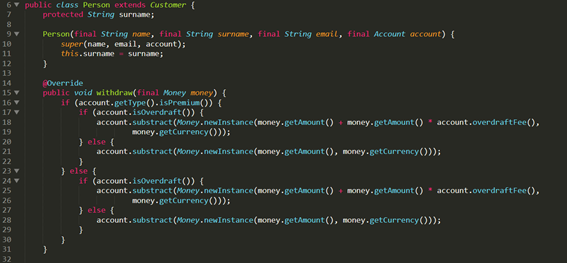 6 public class Person extends Customer {
7     protected String surname;
8
9     Person(final String name, final String surname, final String email, final Account account) {
10         super(name, email, account);
11         this.surname = surname;
12     }
13
14     @Override
15     public void withdraw(final Money money) {
16         if (account.getType().isPremium()) {
17             if (account.isOverdraft()) {
18                 account.substract(Money.newInstance(money.getAmount() + money.getAmount() * account.overdraftFee(),
19                         money.getCurrency()));
20             } else {
21                 account.substract(Money.newInstance(money.getAmount(), money.getCurrency()));
22             }
23         } else {
24             if (account.isOverdraft()) {
25                 account.substract(Money.newInstance(money.getAmount() + money.getAmount() * account.overdraftFee(),
26                         money.getCurrency()));
27             } else {
28                 account.substract(Money.newInstance(money.getAmount(), money.getCurrency()));
29             }
30         }
31     }
32